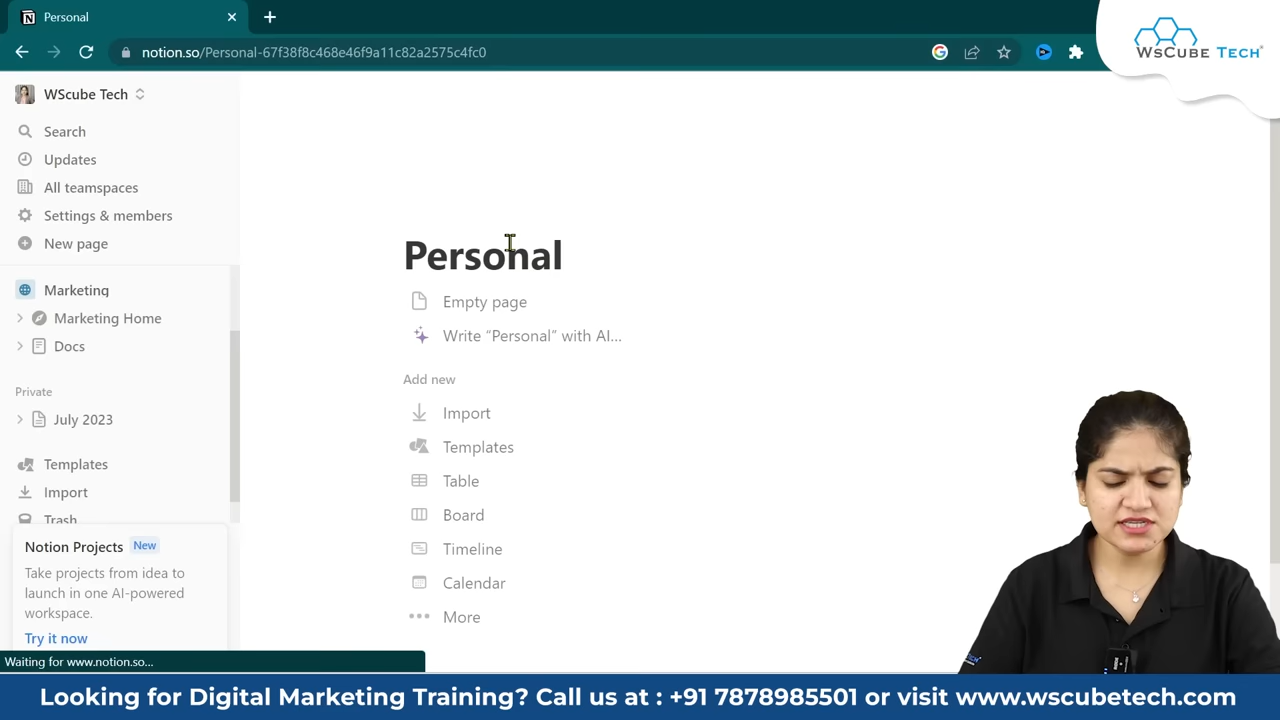 Personal
notion.so/Personal-67f38f8c468e46f9a11c82a2575c4fc0
WSCUBE TECH
WScube Tech
Search
Updates
All teamspaces
Settings & members
New page
Marketing
Marketing Home
Docs
Private
July 2023
Templates
Import
Trash
Notion Projects New
Take projects from idea to
launch in one AI-powered
workspace.
Try it now
Waiting for www.notion.so...
Personal
Empty page
Write “Personal” with AI...
Add new
Import
Templates
Table
Board
Timeline
Calendar
More
Looking for Digital Marketing Training? Call us at : +91 7878985501 or visit www.wscubetech.com